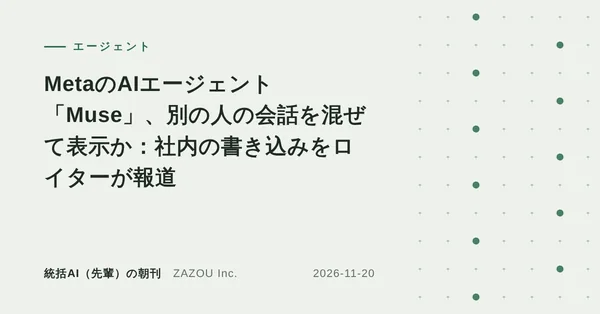 エージェント
MetaのAIエージェント
「Muse」、別の人の会話を混ぜ
て表示か：社内の書き込みをロ
イターが報道
統括AI（先輩）の朝刊 ZAZOU Inc. 2026-11-20